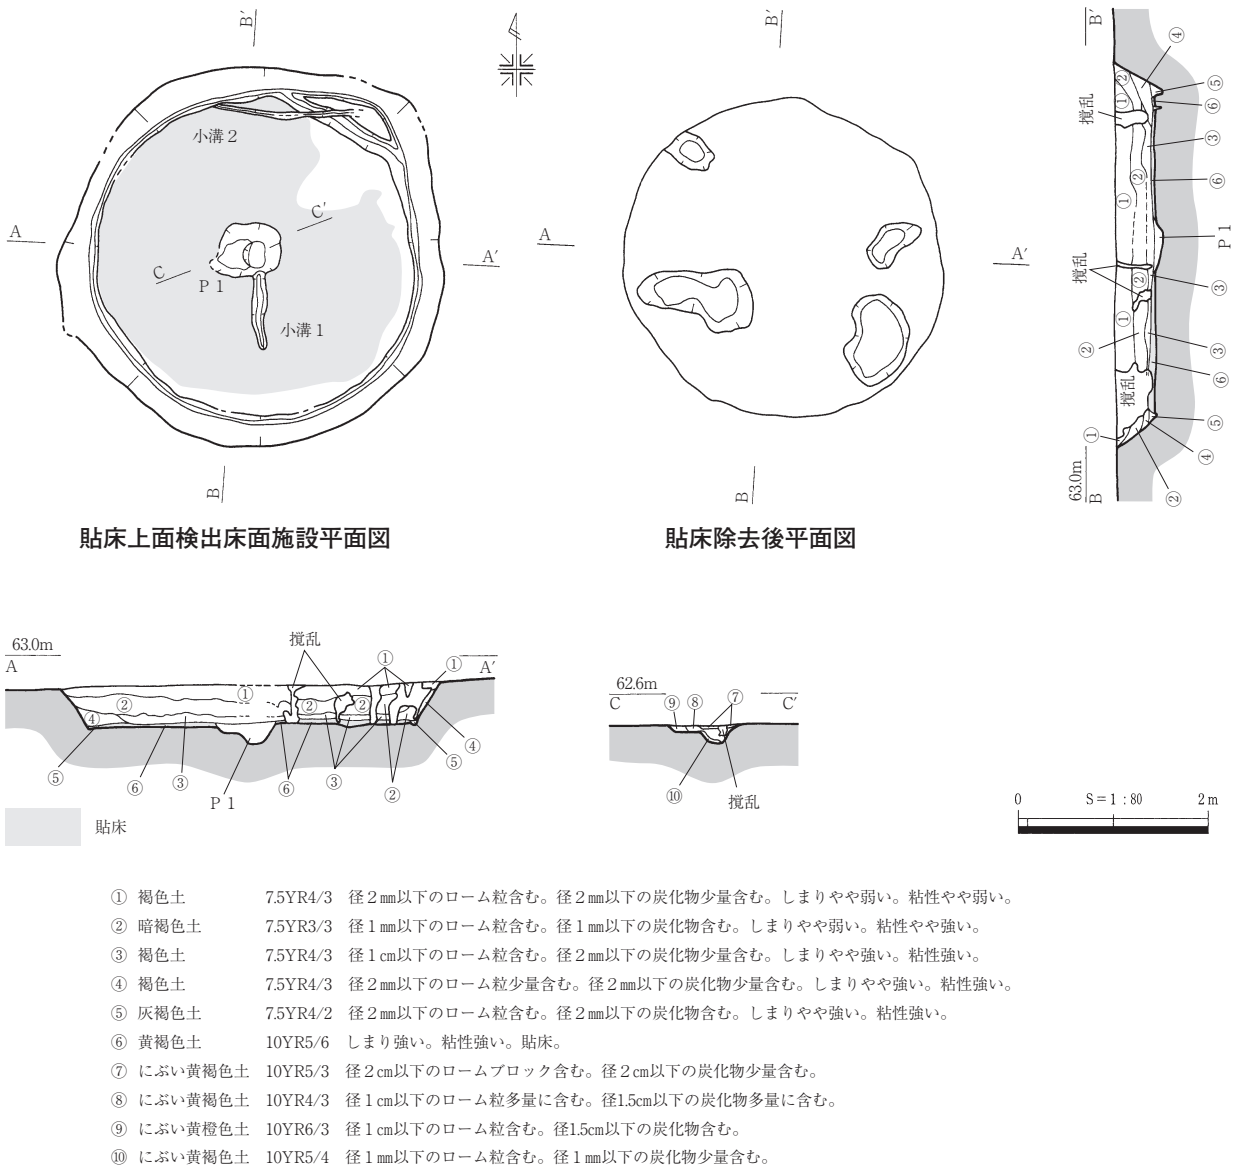 B′
小溝２
A
C′
C
P 1
A′
小溝１
B
貼床上面検出床面施設平面図
B′
A
A′
B
貼床除去後平面図
B′
④
②
⑤
①
⑥
撹乱
③
②
⑥
①
P 1
撹乱
②
③
①
②
③
⑥
撹乱
⑤
①
④
63.0m
B
②
63.0m
A
撹乱
①
①
A′
②
①
②
②
④
④
⑤
⑤
⑥
③
P 1
⑥
③
②
62.6m
C
⑨
⑧
⑦
C′
⑩
撹乱
0
S＝1：80
2 m
貼床
① 褐色土 7.5YR4/3 径２㎜以下のローム粒含む。径２㎜以下の炭化物少量含む。しまりやや弱い。粘性やや弱い。
② 暗褐色土 7.5YR3/3 径１㎜以下のローム粒含む。径１㎜以下の炭化物含む。しまりやや弱い。粘性やや強い。
③ 褐色土 7.5YR4/3 径１㎝以下のローム粒含む。径２㎜以下の炭化物少量含む。しまりやや強い。粘性強い。
④ 褐色土 7.5YR4/3 径２㎜以下のローム粒少量含む。径２㎜以下の炭化物少量含む。しまりやや強い。粘性強い。
⑤ 灰褐色土 7.5YR4/2 径２㎜以下のローム粒含む。径２㎜以下の炭化物含む。しまりやや強い。粘性強い。
⑥ 黄褐色土 10YR5/6 しまり強い。粘性強い。貼床。
⑦ にぶい黄褐色土 10YR5/3 径２㎝以下のロームブロック含む。径２㎝以下の炭化物少量含む。
⑧ にぶい黄褐色土 10YR4/3 径１㎝以下のローム粒多量に含む。径1.5㎝以下の炭化物多量に含む。
⑨ にぶい黄橙色土 10YR6/3 径１㎝以下のローム粒含む。径1.5㎝以下の炭化物含む。
⑩ にぶい黄褐色土 10YR5/4 径１㎜以下のローム粒含む。径１㎜以下の炭化物少量含む。